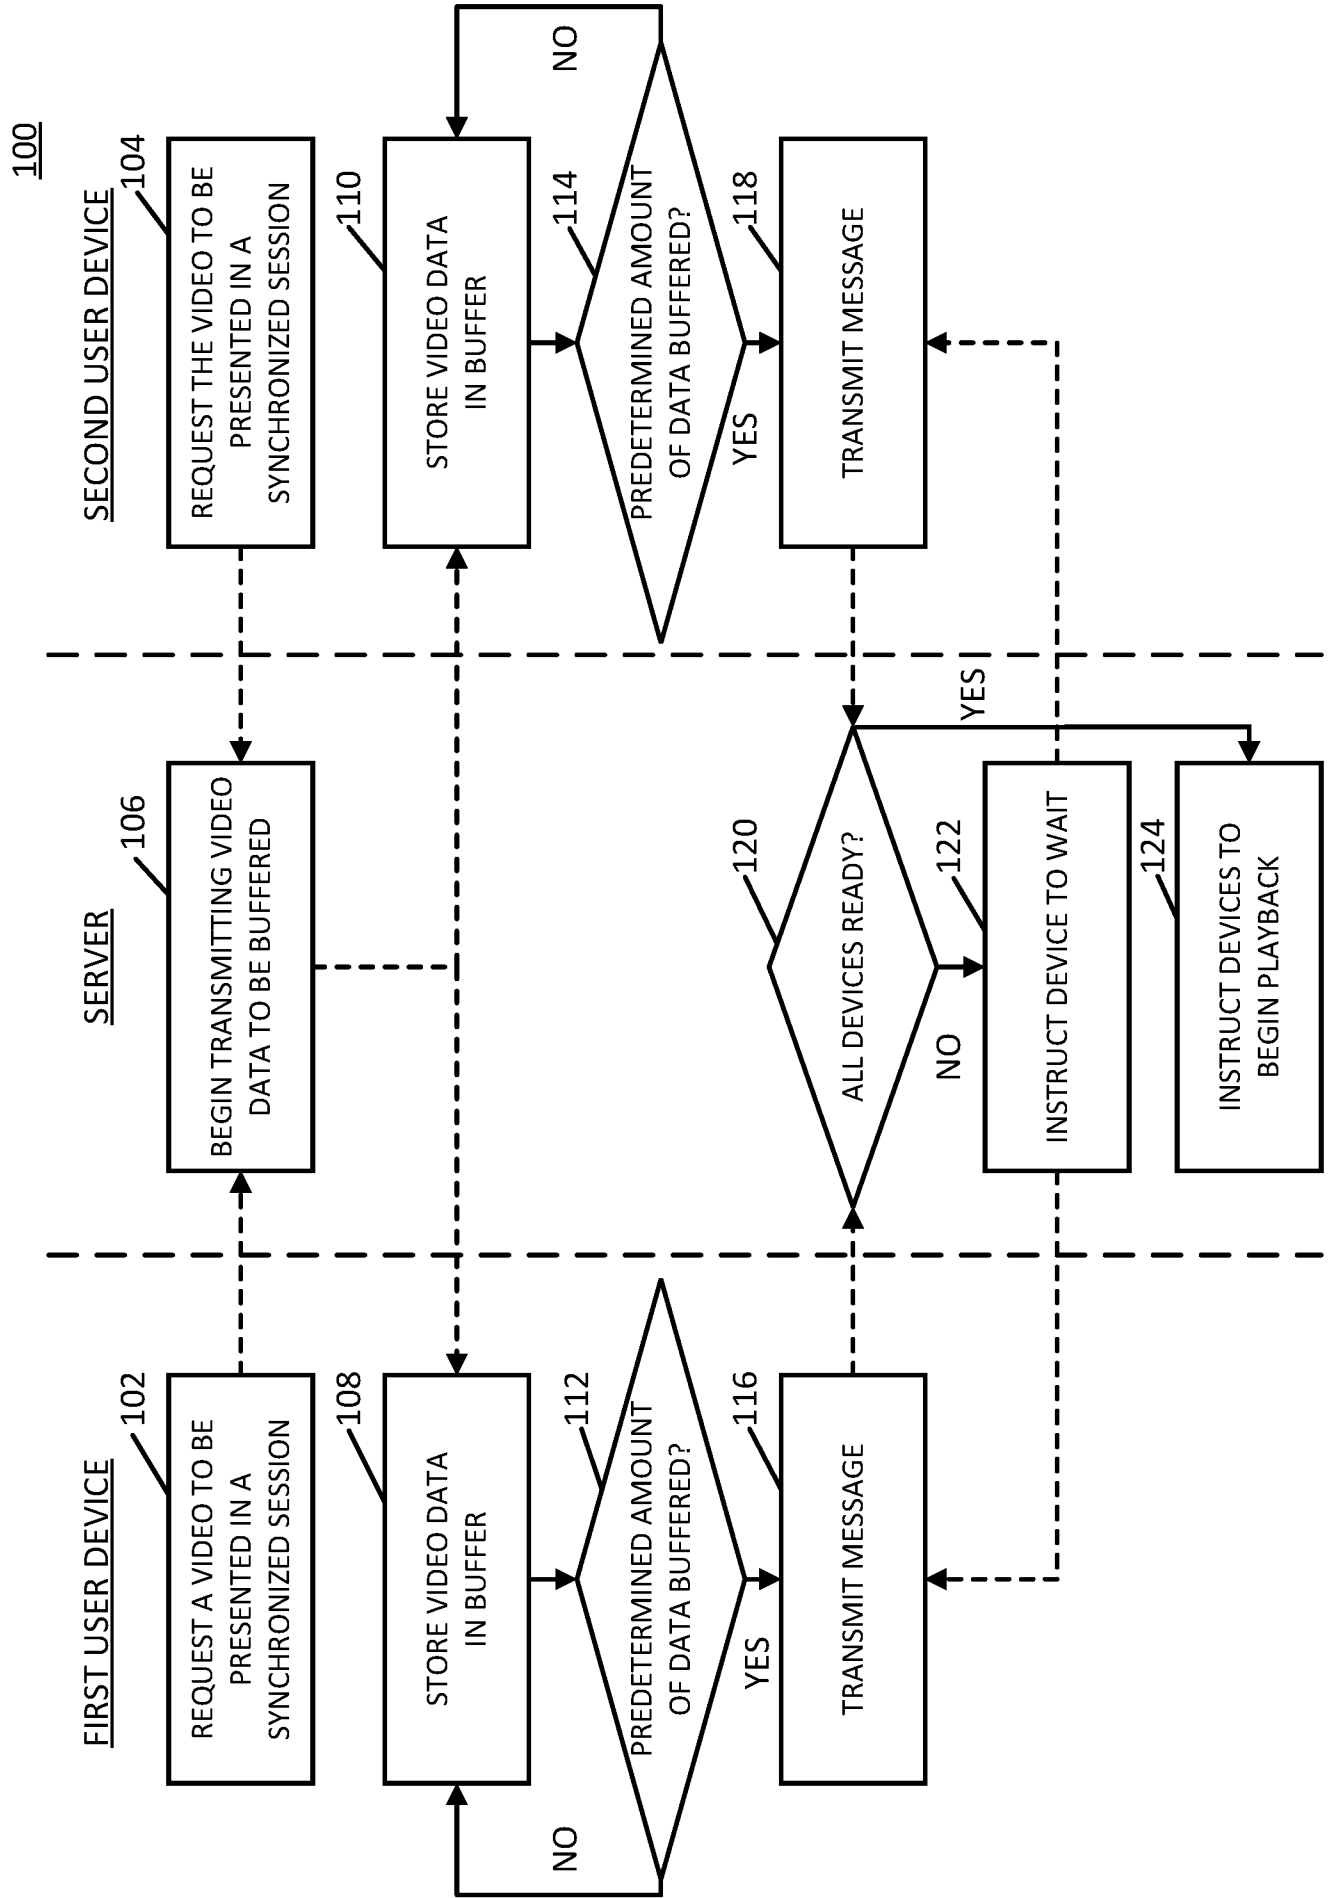 100
FIRST USER DEVICE
SERVER
SECOND USER DEVICE
102
REQUEST A VIDEO TO BE
PRESENTED IN A
SYNCHRONIZED SESSION
106
BEGIN TRANSMITTING VIDEO
DATA TO BE BUFFERED
104
REQUEST THE VIDEO TO BE
PRESENTED IN A
SYNCHRONIZED SESSION
108
STORE VIDEO DATA
IN BUFFER
110
STORE VIDEO DATA
IN BUFFER
NO
112
PREDETERMINED AMOUNT
OF DATA BUFFERED?
YES
114
PREDETERMINED AMOUNT
OF DATA BUFFERED?
NO
YES
116
TRANSMIT MESSAGE
120
ALL DEVICES READY?
118
TRANSMIT MESSAGE
NO
YES
122
INSTRUCT DEVICE TO WAIT
124
INSTRUCT DEVICES TO
BEGIN PLAYBACK